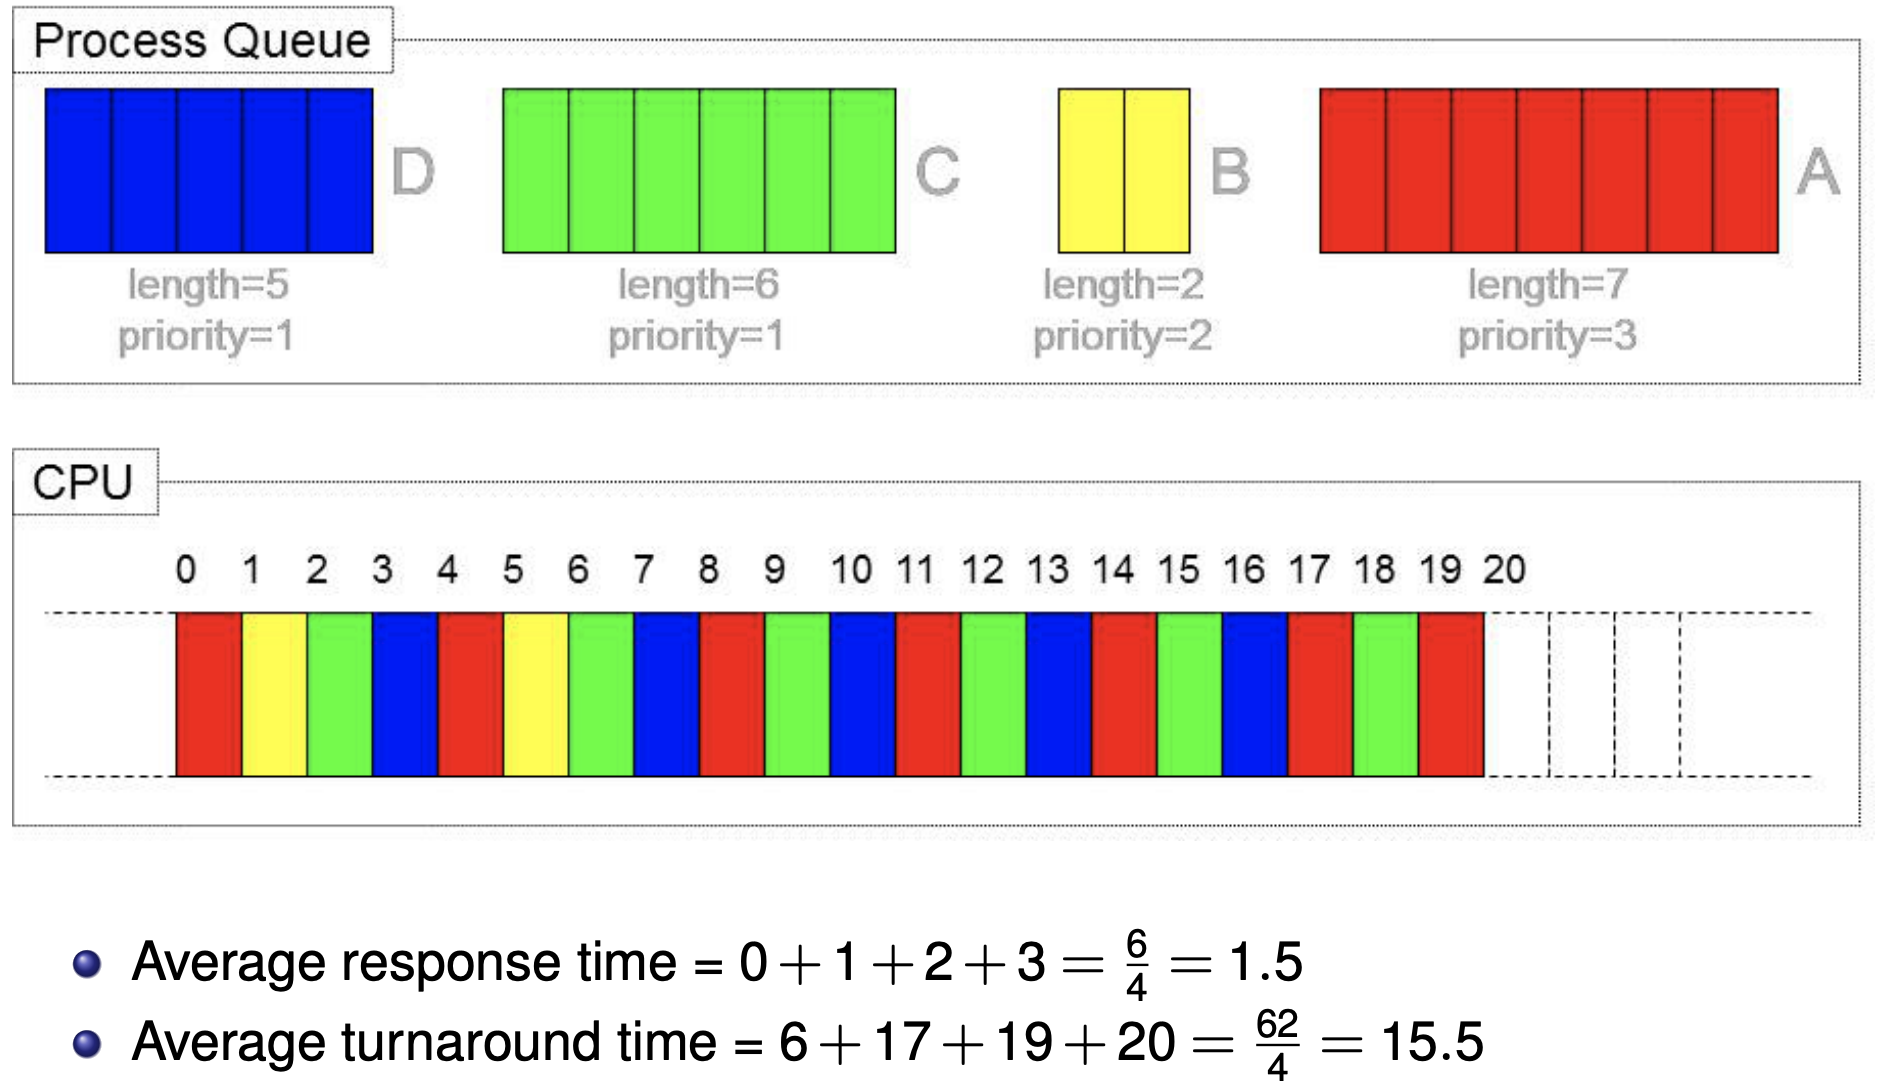 Process Queue
D C B A
length=5 length=6 length=2 length=7
priority=1 priority=1 priority=2 priority=3
CPU
0 1 2 3 4 5 6 7 8 9 10 11 12 13 14 15 16 17 18 19 20
Average response time = 0 + 1 + 2 + 3 = 6/4 = 1.5
Average turnaround time = 6 + 17 + 19 + 20 = 62/4 = 15.5